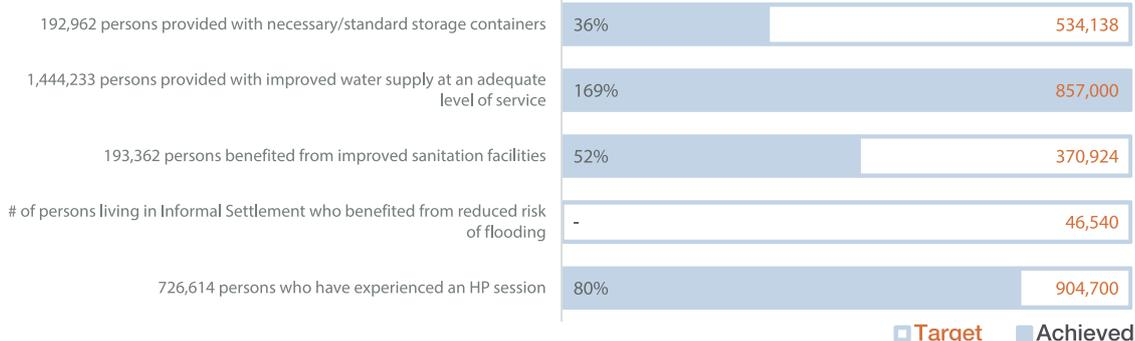 192,962 persons provided with necessary/standard storage containers
36%
534,138
1,444,233 persons provided with improved water supply at an adequate
level of service
169%
857,000
193,362 persons benefited from improved sanitation facilities
52%
370,924
# of persons living in Informal Settlement who benefited from reduced risk
of flooding
-
46,540
726,614 persons who have experienced an HP session
80%
904,700
Target
Achieved